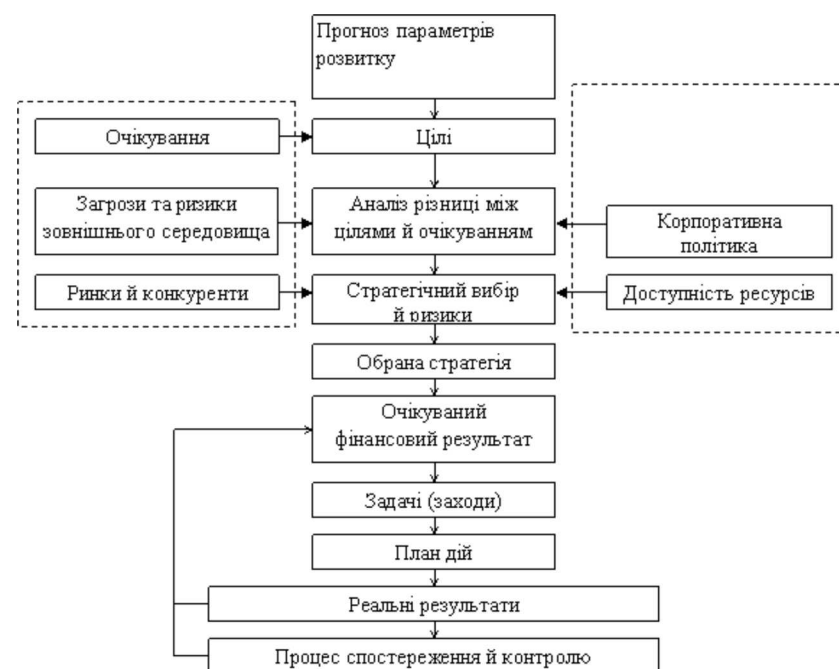 Прогноз параметрів
розвитку
Очікування
Цілі
Загрози та ризики
зовнішнього середовища
Аналіз різниці між
цілями й очікуванням
Корпоративна
політика
Ринки й конкуренти
Стратегічний вибір
й ризики
Доступність ресурсів
Обрана стратегія
Очікуваний
фінансовий результат
Задачі (заходи)
План дій
Реальні результати
Процес спостереження й контролю